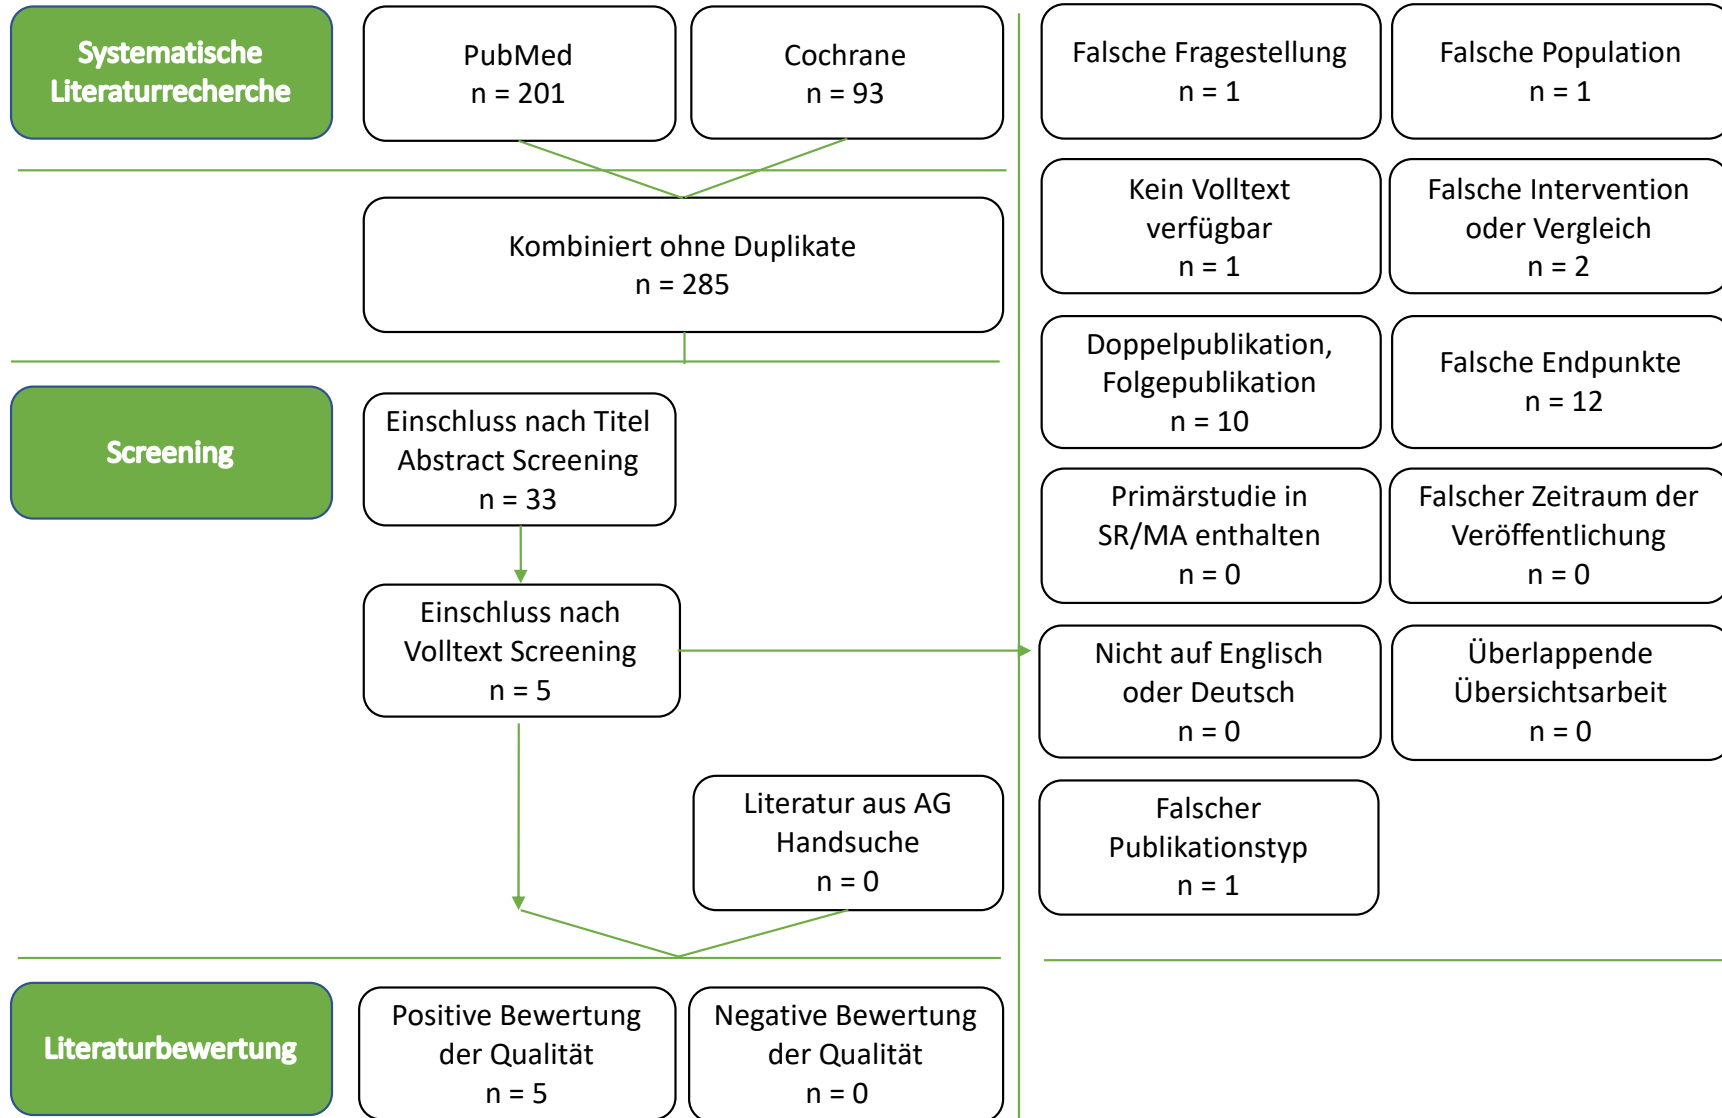 Systematische
Literaturrecherche
PubMed
n = 201
Cochrane
n = 93
Kombiniert ohne Duplikate
n = 285
Screening
Einschluss nach Titel
Abstract Screening
n = 33
Einschluss nach
Volltext Screening
n = 5
Literatur aus AG
Handsuche
n = 0
Literaturbewertung
Positive Bewertung
der Qualität
n = 5
Negative Bewertung
der Qualität
n = 0
Falsche Fragestellung
n = 1
Falsche Population
n = 1
Kein Volltext
verfügbar
n = 1
Falsche Intervention
oder Vergleich
n = 2
Doppelpublikation,
Folgepublikation
n = 10
Falsche Endpunkte
n = 12
Primärstudie in
SR/MA enthalten
n = 0
Falscher Zeitraum der
Veröffentlichung
n = 0
Nicht auf Englisch
oder Deutsch
n = 0
Überlappende
Übersichtsarbeit
n = 0
Falscher
Publikationstyp
n = 1